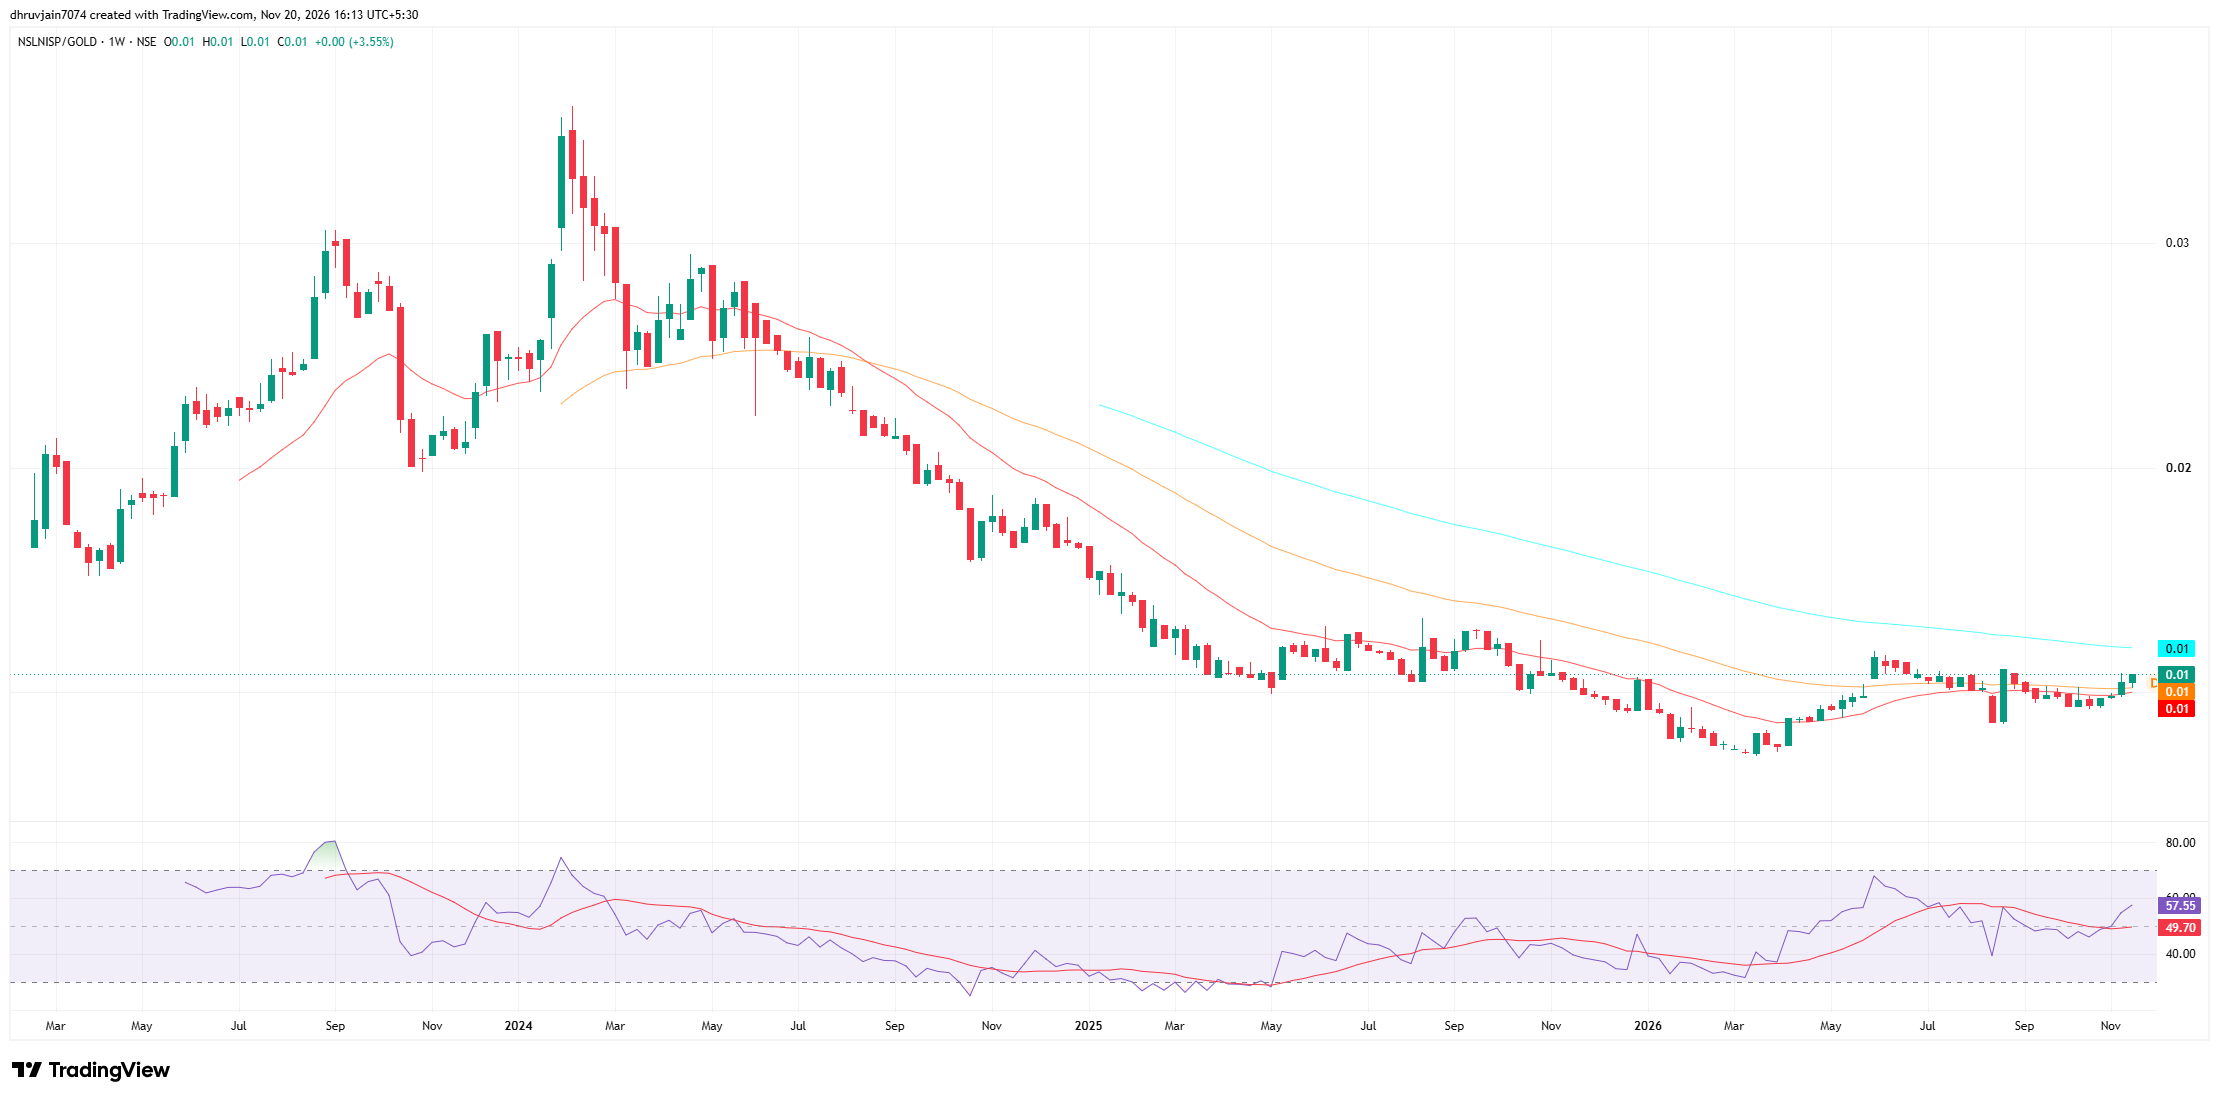 dhruvjain7074 created with TradingView.com, Nov 20, 2026 16:13 UTC+5:30
NSLNISP/GOLD · 1W · NSE O0.01 H0.01 L0.01 C0.01 +0.00 (+3.55%)
0.03
0.02
0.01
0.01
0.01
0.01
80.00
60.00
57.55
49.70
40.00
Mar May Jul Sep Nov 2024 Mar May Jul Sep Nov 2025 Mar May Jul Sep Nov 2026 Mar May Jul Sep Nov
TradingView